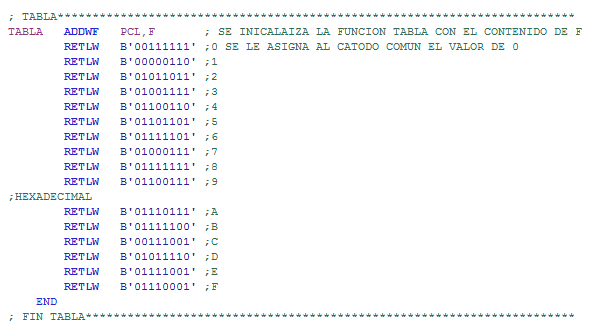 ; TABLA**************************************************************************
TABLA ADDWF PCL,F ; SE INICALAIZA LA FUNCION TABLA CON EL CONTENIDO DE F
RETLW B'00111111' ;0 SE LE ASIGNA AL CATODO COMUN EL VALOR DE 0
RETLW B'00000110' ;1
RETLW B'01011011' ;2
RETLW B'01001111' ;3
RETLW B'01100110' ;4
RETLW B'01101101' ;5
RETLW B'01111101' ;6
RETLW B'01000111' ;7
RETLW B'01111111' ;8
RETLW B'01100111' ;9
;HEXADECIMAL
RETLW B'01110111' ;A
RETLW B'01111100' ;B
RETLW B'00111001' ;C
RETLW B'01011110' ;D
RETLW B'01111001' ;E
RETLW B'01110001' ;F
END
; FIN TABLA**********************************************************************